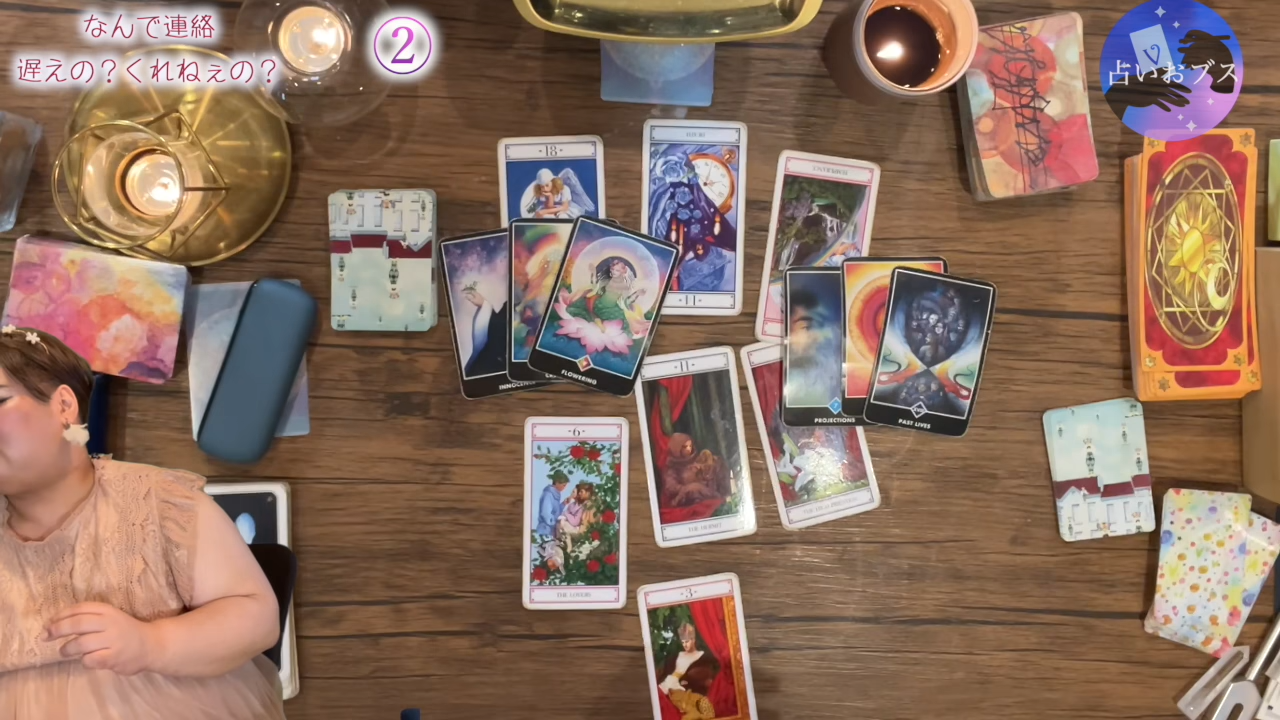 なんで連絡
遅えの？くれねぇの？
②
占いおブス
-18-
-11-
INNOCENCE
FLOWERING
PROJECTIONS
PAST LIVES
-6-
THE LOVERS
THE HERMIT
-3-